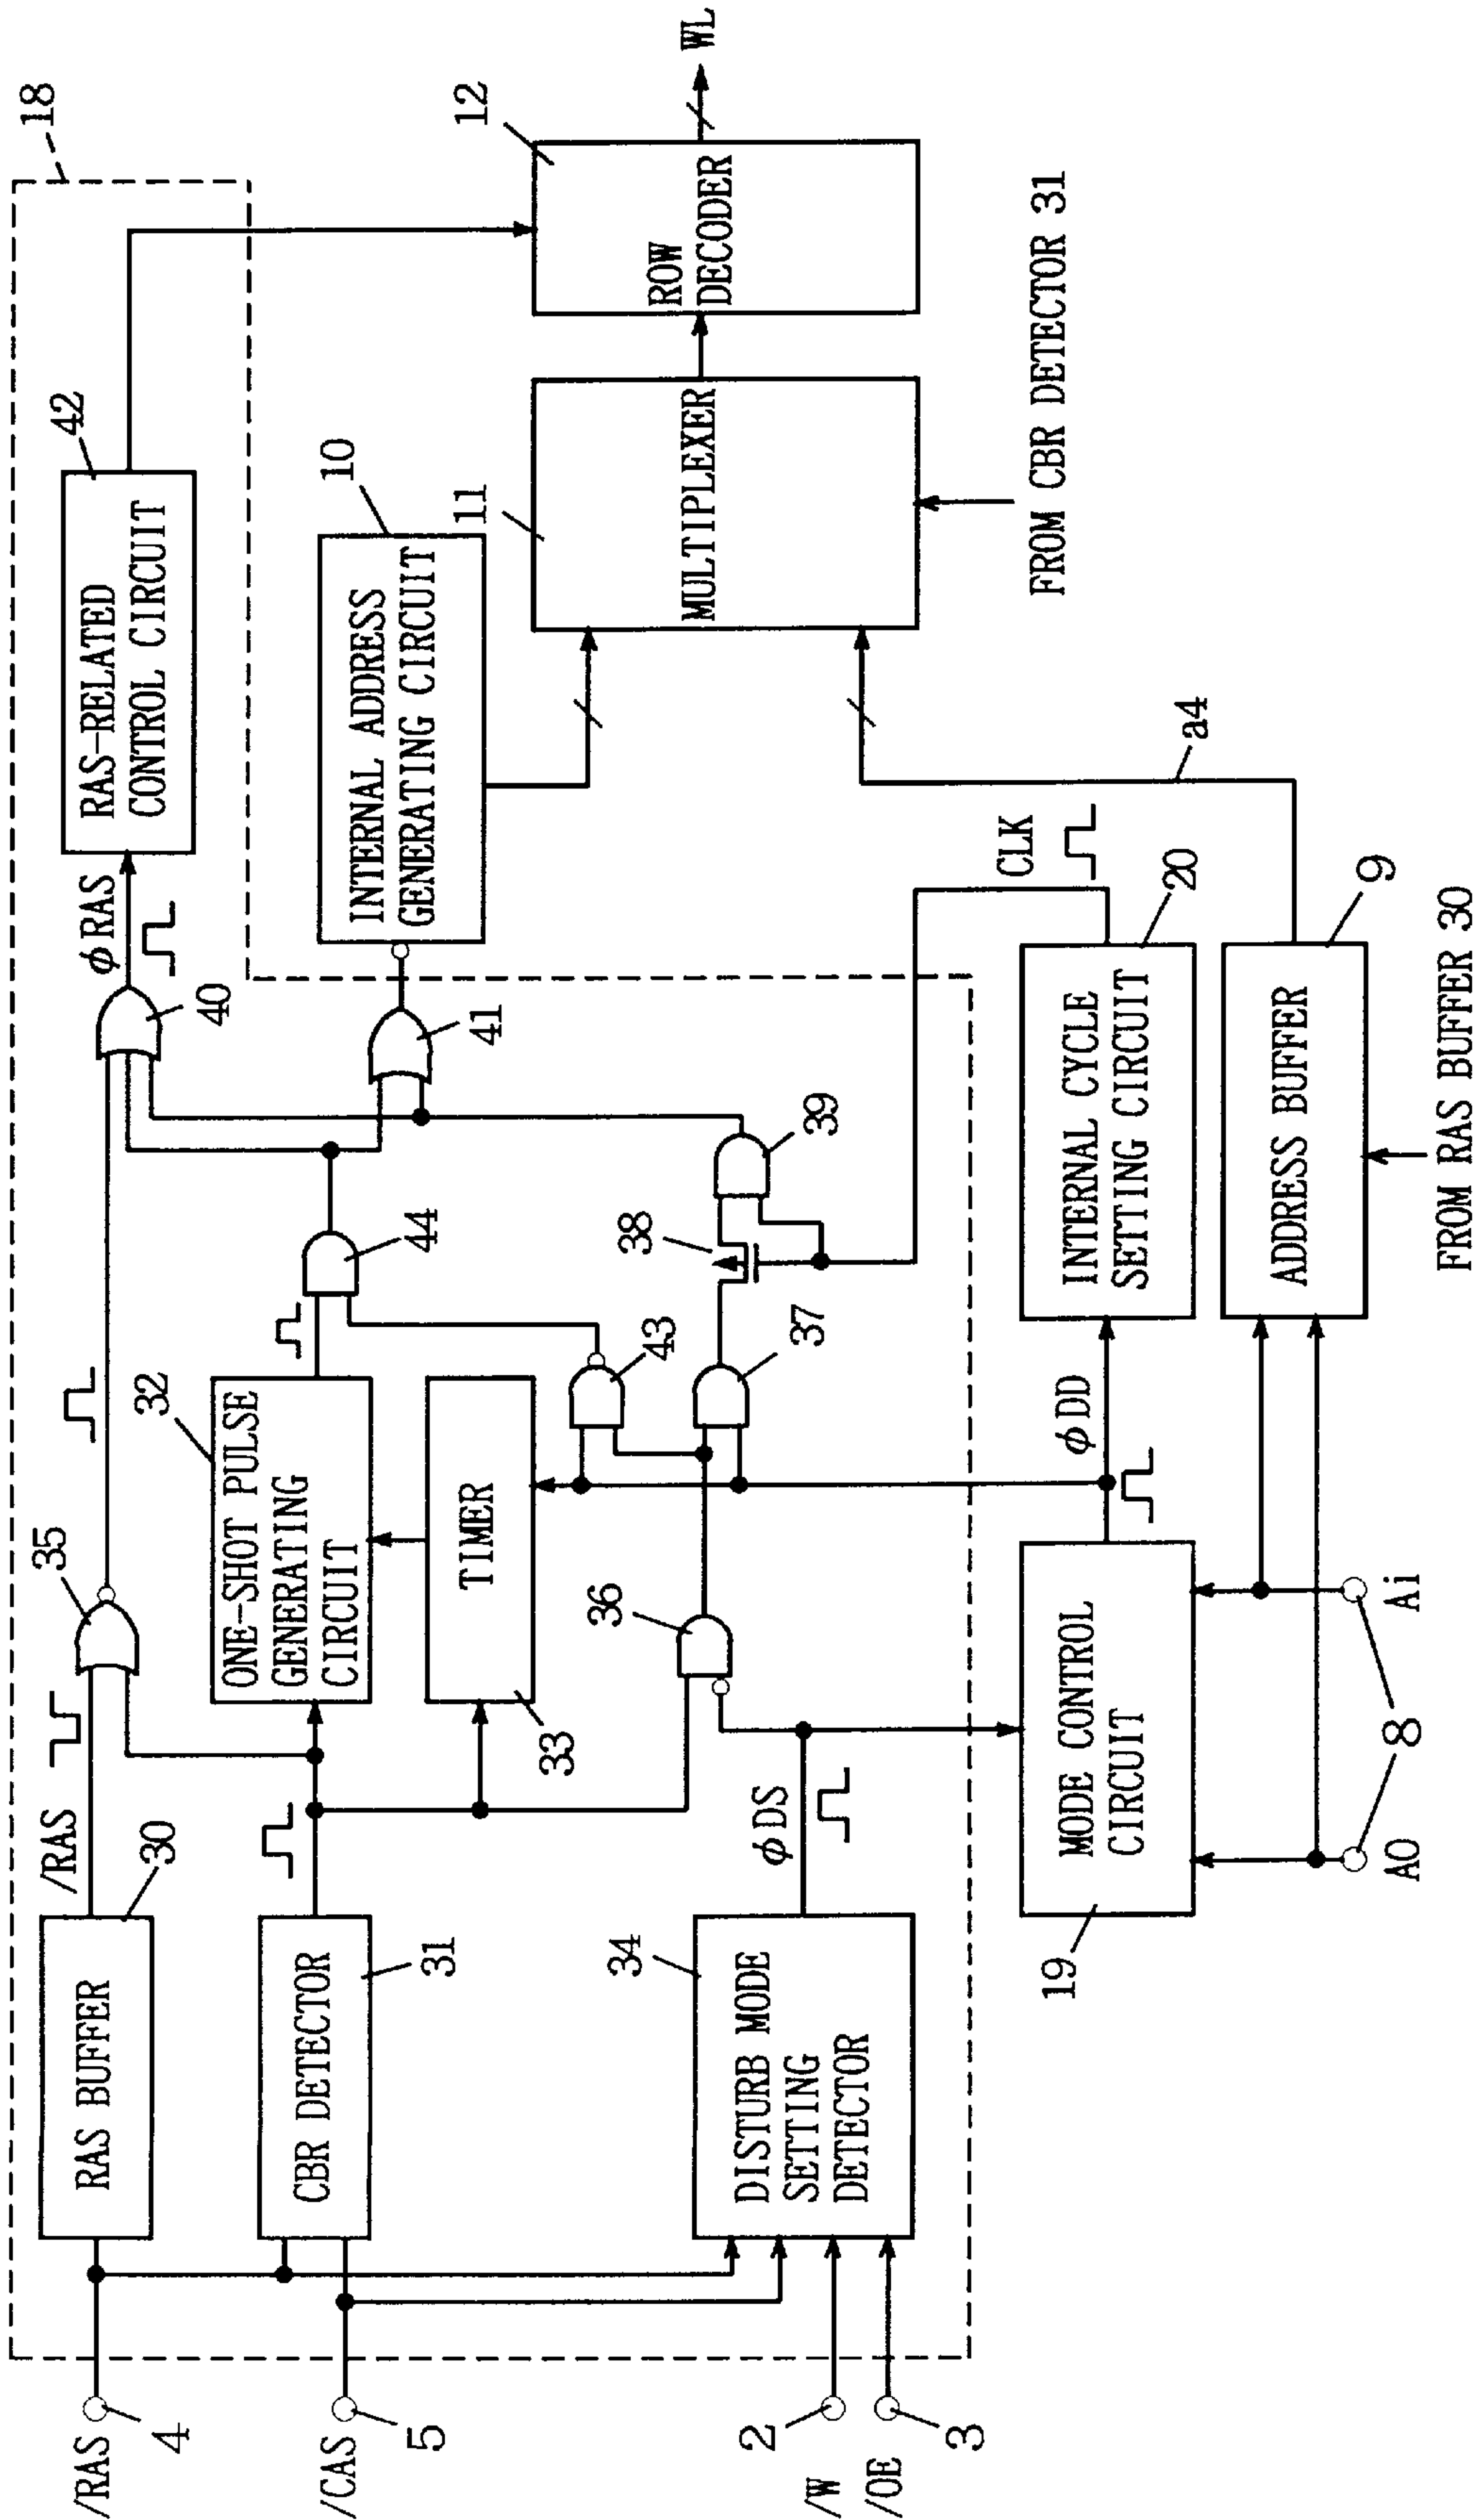 18
/RAS
4
RAS BUFFER
/RAS
30
35
φRAS
40
RAS-RELATED
CONTROL CIRCUIT
42
/CAS
5
CBR DETECTOR
31
ONE-SHOT PULSE
GENERATING
CIRCUIT
32
TIMER
33
44
41
INTERNAL ADDRESS
GENERATING CIRCUIT
10
MULTIPLEXER
11
ROW
DECODER
12
WL
FROM CBR DETECTOR 31
/W
2
/OE
3
DISTURB MODE
SETTING
DETECTOR
34
φDS
36
43
37
38
39
MODE CONTROL
CIRCUIT
19
φDD
INTERNAL CYCLE
SETTING CIRCUIT
20
CLK
a4
A0
Ai
8
ADDRESS BUFFER
9
FROM RAS BUFFER 30